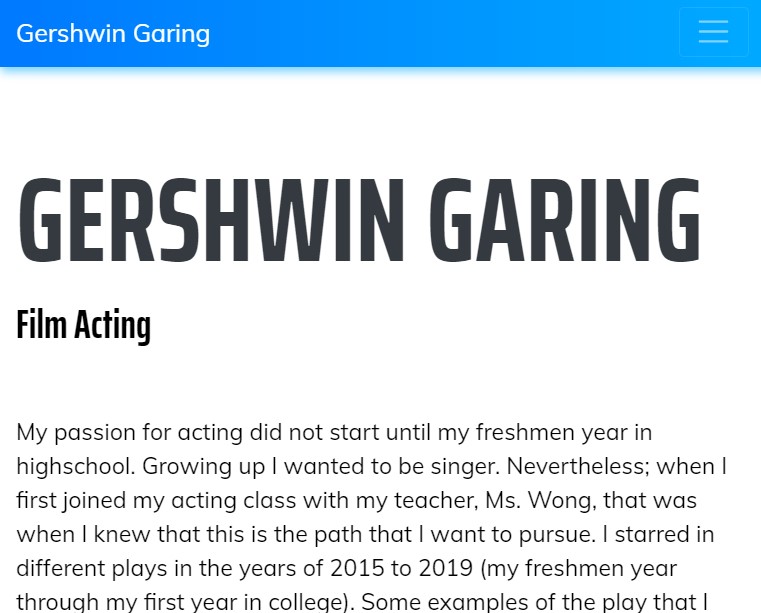 Gershwin Garing
GERSHWIN GARING
Film Acting
My passion for acting did not start until my freshmen year in
highschool. Growing up I wanted to be singer. Nevertheless; when I
first joined my acting class with my teacher, Ms. Wong, that was
when I knew that this is the path that I want to pursue. I starred in
different plays in the years of 2015 to 2019 (my freshmen year
through my first year in college). Some examples of the play that I